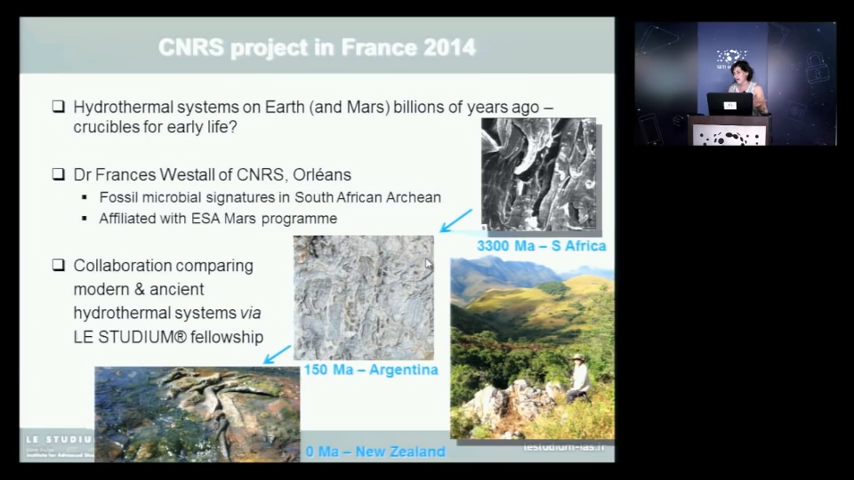 CNRS project in France 2014
❑ Hydrothermal systems on Earth (and Mars) billions of years ago –
crucibles for early life?
❑ Dr Frances Westall of CNRS, Orléans
▪ Fossil microbial signatures in South African Archean
▪ Affiliated with ESA Mars programme
3300 Ma – S Africa
❑ Collaboration comparing
modern & ancient
hydrothermal systems via
LE STUDIUM® fellowship
150 Ma – Argentina
0 Ma – New Zealand
LE STUDIU
lestudium-ias.f